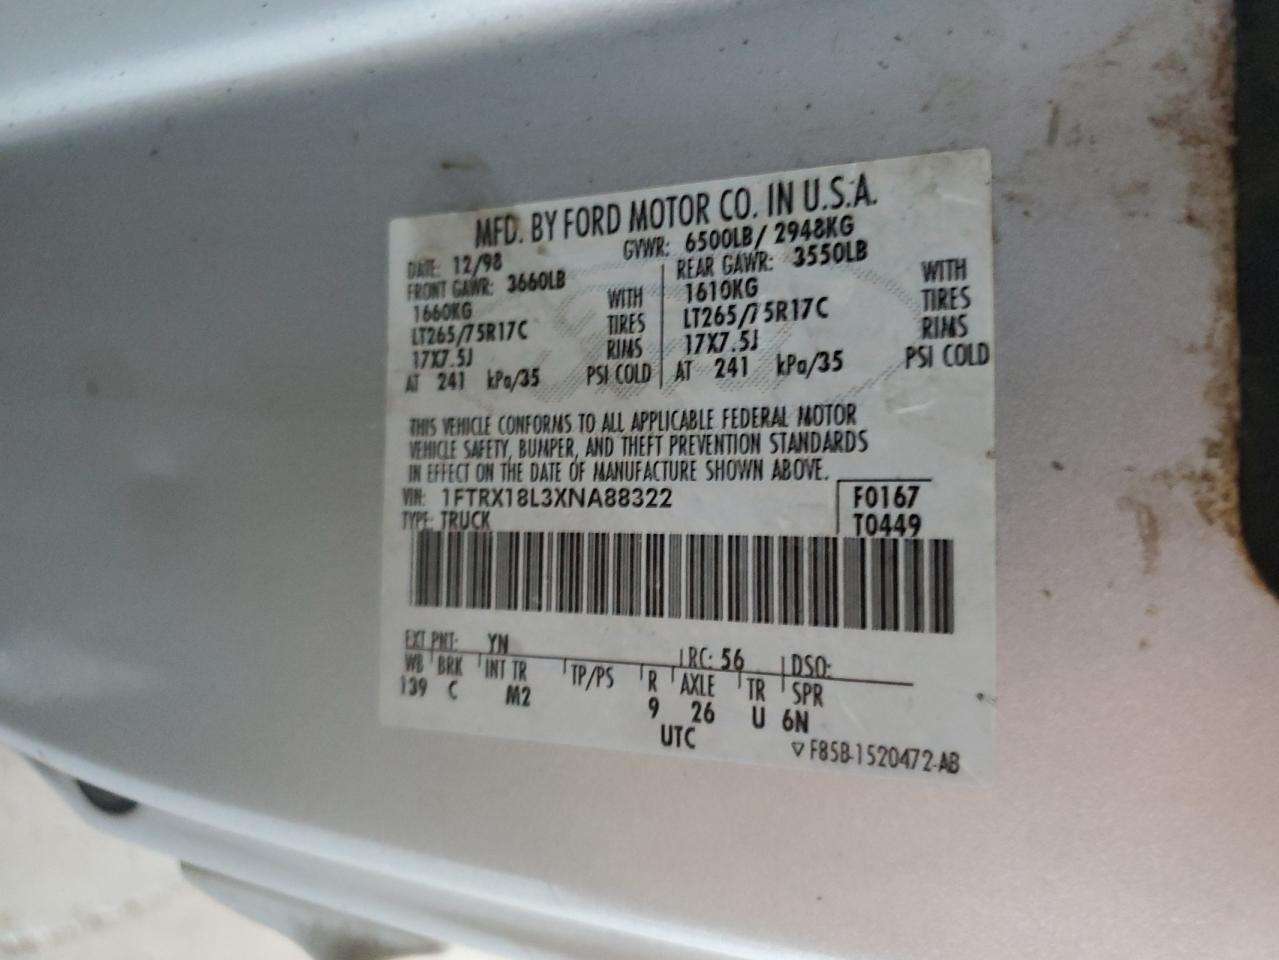 MFD. BY FORD MOTOR CO. IN U.S.A.
DATE: 12/98 GVWR: 6500LB/ 2948KG
FRONT GAWR: 3660LB REAR GAWR: 3550LB
1660KG WITH 1610KG WITH
LT265/75R17C TIRES LT265/75R17C TIRES
17X7.5J RIMS 17X7.5J RIMS
AT 241 kPa/35 PSI COLD AT 241 kPa/35 PSI COLD
THIS VEHICLE CONFORMS TO ALL APPLICABLE FEDERAL MOTOR
VEHICLE SAFETY, BUMPER, AND THEFT PREVENTION STANDARDS
IN EFFECT ON THE DATE OF MANUFACTURE SHOWN ABOVE.
VIN: 1FTRX18L3XNA88322 F0167
TYPE: TRUCK T0449
EXT PNT: YN RC: 56 DSO:
WB BRK INT TR TP/PS R AXLE TR SPR
139 C M2 9 26 U 6N
UTC
▽ F85B-1520472-AB